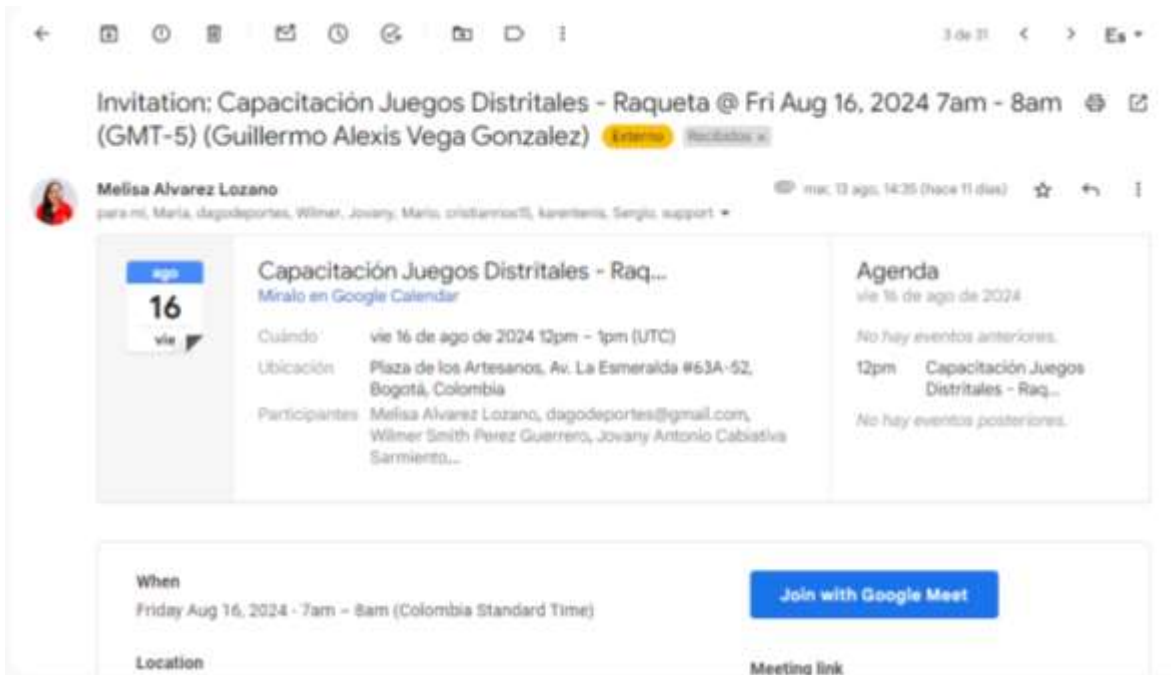 3 de 31
Es
Invitation: Capacitación Juegos Distritales - Raqueta @ Fri Aug 16, 2024 7am - 8am
(GMT-5) (Guillermo Alexis Vega Gonzalez) Externo Recibidos x
Melisa Alvarez Lozano
mar, 13 ago, 14:35 (hace 11 días)
para mí, Maria, dagodeportes, Wilmer, Jovany, Mario, cristianrios15, karentenis, Sergio, support
ago
16
vie
Capacitación Juegos Distritales - Raq...
Míralo en Google Calendar
Cuándo vie 16 de ago de 2024 12pm – 1pm (UTC)
Ubicación Plaza de los Artesanos, Av. La Esmeralda #63A-52,
Bogotá, Colombia
Participantes Melisa Alvarez Lozano, dagodeportes@gmail.com,
Wilmer Smith Perez Guerrero, Jovany Antonio Cabiativa
Sarmiento,...
Agenda
vie 16 de ago de 2024
No hay eventos anteriores.
12pm Capacitación Juegos
Distritales - Raq...
No hay eventos posteriores.
When
Friday Aug 16, 2024 · 7am – 8am (Colombia Standard Time)
Location
Join with Google Meet
Meeting link